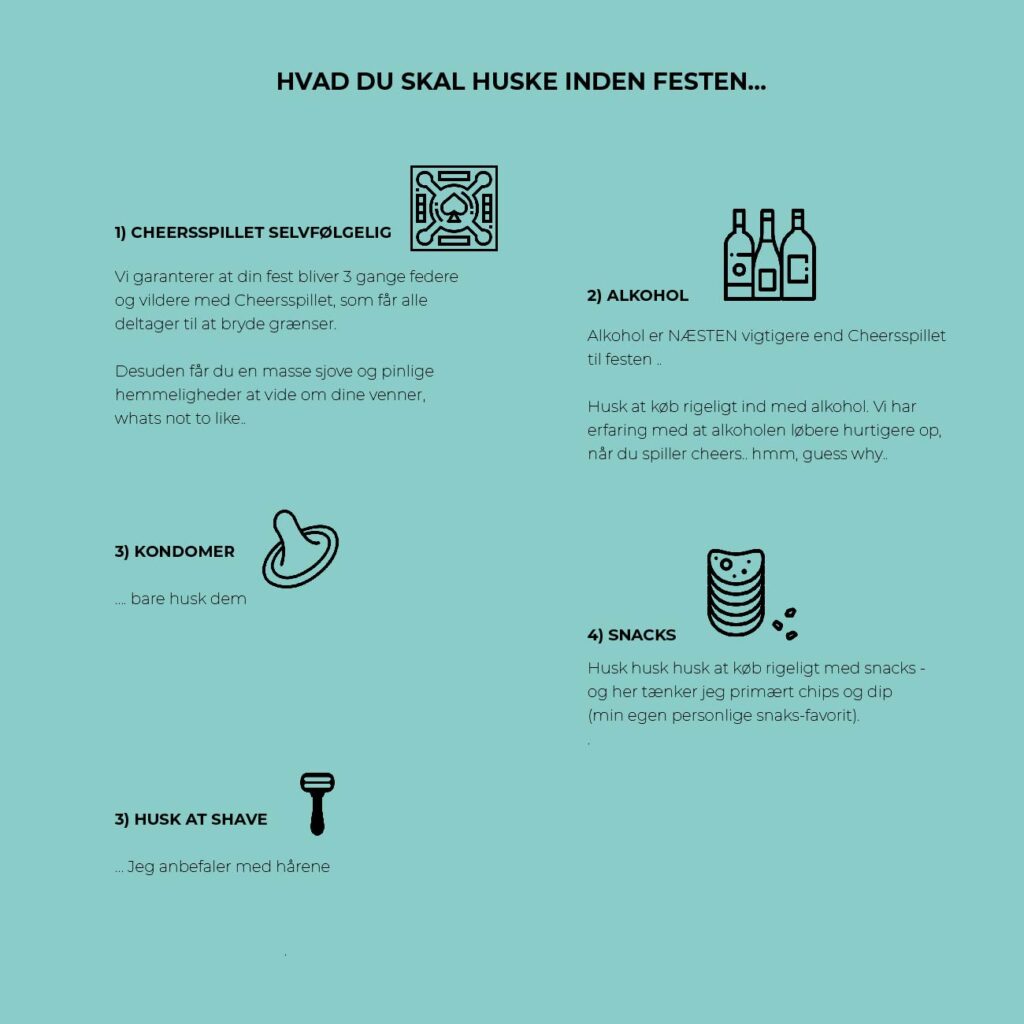 HVAD DU SKAL HUSKE INDEN FESTEN...
1) CHEERSSPILLET SELVFØLGELIG
Vi garanterer at din fest bliver 3 gange federe
og vildere med Cheersspillet, som får alle
deltager til at bryde grænser.
Desuden får du en masse sjove og pinlige
hemmeligheder at vide om dine venner,
whats not to like..
2) ALKOHOL
Alkohol er NÆSTEN vigtigere end Cheersspillet
til festen ..
Husk at køb rigeligt ind med alkohol. Vi har
erfaring med at alkoholen løbere hurtigere op,
når du spiller cheers.. hmm, guess why..
3) KONDOMER
.... bare husk dem
4) SNACKS
Husk husk husk at køb rigeligt med snacks -
og her tænker jeg primært chips og dip
(min egen personlige snaks-favorit).
.
3) HUSK AT SHAVE
... Jeg anbefaler med hårene
.